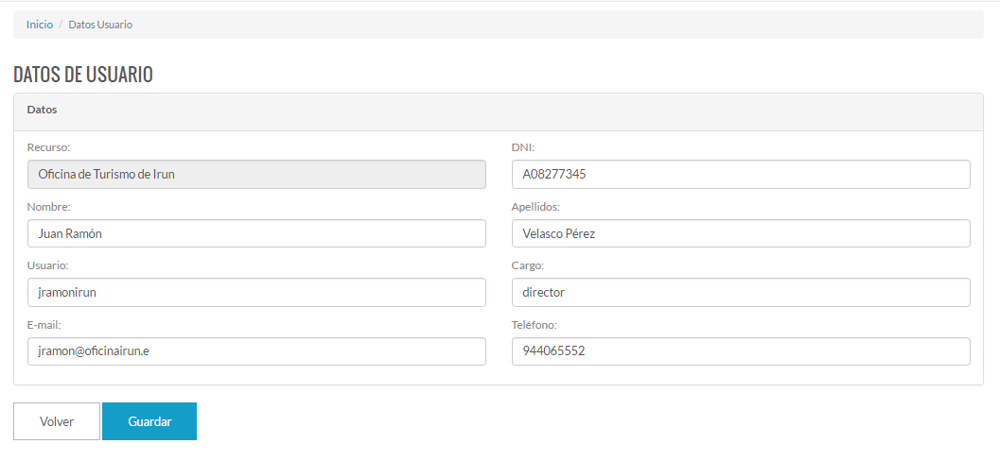 Inicio / Datos Usuario
DATOS DE USUARIO
Datos
Recurso: DNI:
Oficina de Turismo de Irun A08277345
Nombre: Apellidos:
Juan Ramón Velasco Pérez
Usuario: Cargo:
jramonirun director
E-mail: Teléfono:
jramon@oficinairun.e 944065552
Volver Guardar